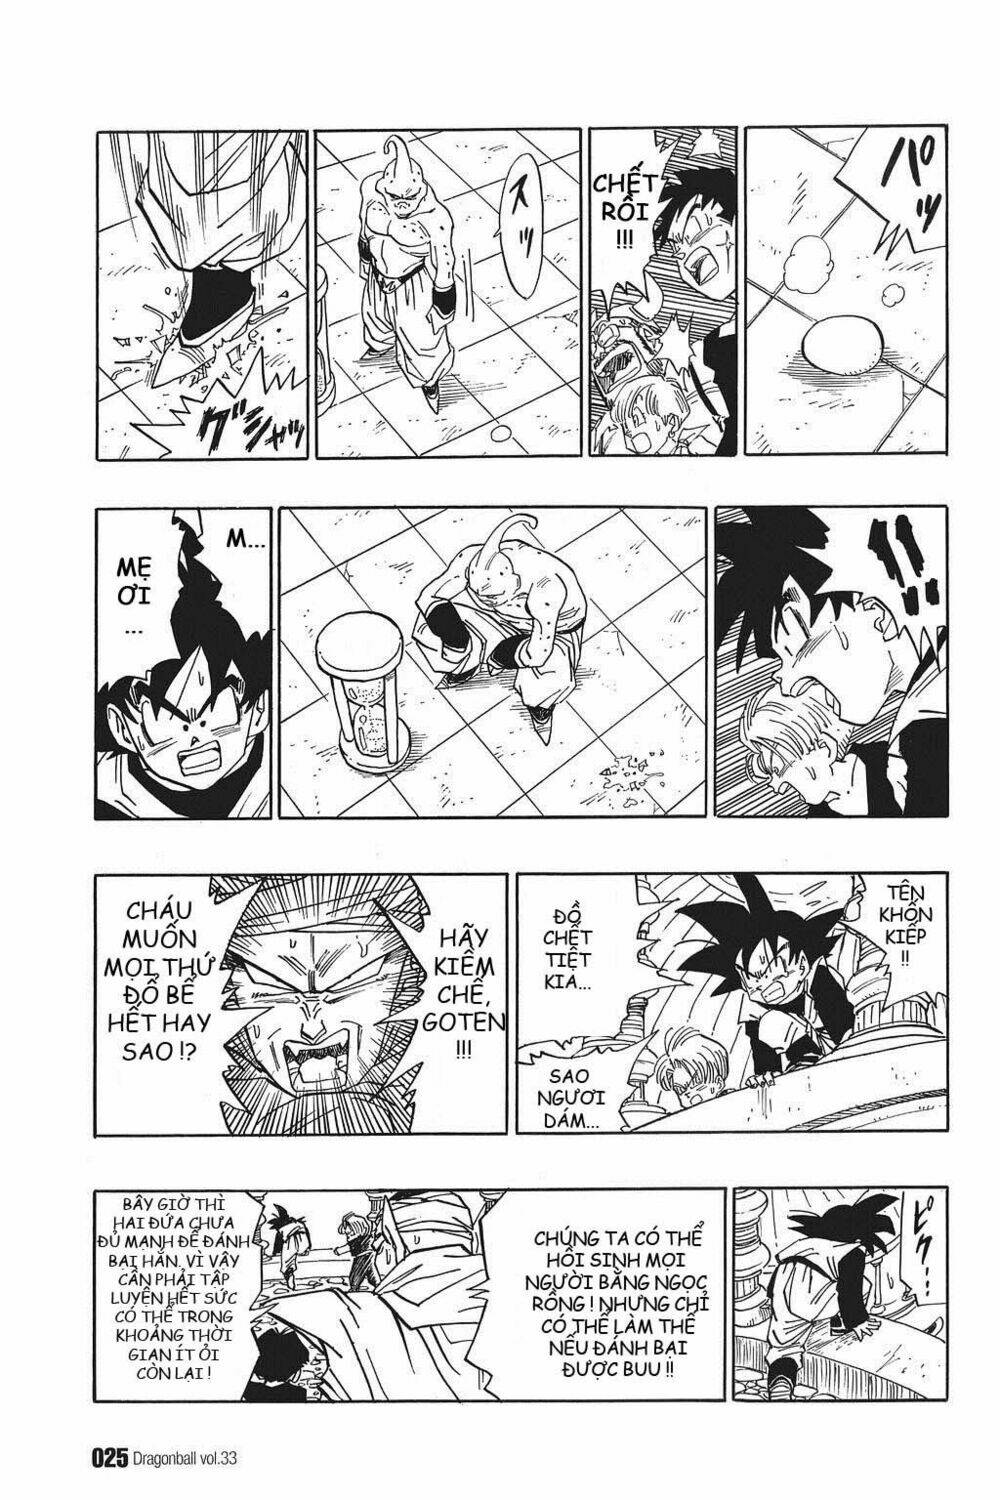 パッ
CHẾT
RỒI
!!!
スッ
グシャッ
!!
M...
MẸ
ƠI
...
TÊN
KHỐN
KIẾP
!!
ĐỒ
CHẾT
TIỆT
KIA...
SAO
NGƯƠI
DÁM...
HÃY
KIỀM
CHẾ,
GOTEN
!!!
CHÁU
MUỐN
MỌI THỨ
ĐỔ BỂ
HẾT HAY
SAO !?
CHÚNG TA CÓ THỂ
HỒI SINH MỌI
NGƯỜI BẰNG NGỌC
RỒNG ! NHƯNG CHỈ
CÓ THỂ LÀM THẾ
NẾU ĐÁNH BẠI
ĐƯỢC BUU !!
BÂY GIỜ THÌ
HAI ĐỨA CHƯA
ĐỦ MẠNH ĐỂ ĐÁNH
BẠI HẮN. VÌ VẬY
CẦN PHẢI TẬP
LUYỆN HẾT SỨC
CÓ THỂ TRONG
KHOẢNG THỜI
GIAN ÍT ỎI
CÒN LẠI !
025 Dragonball vol.33